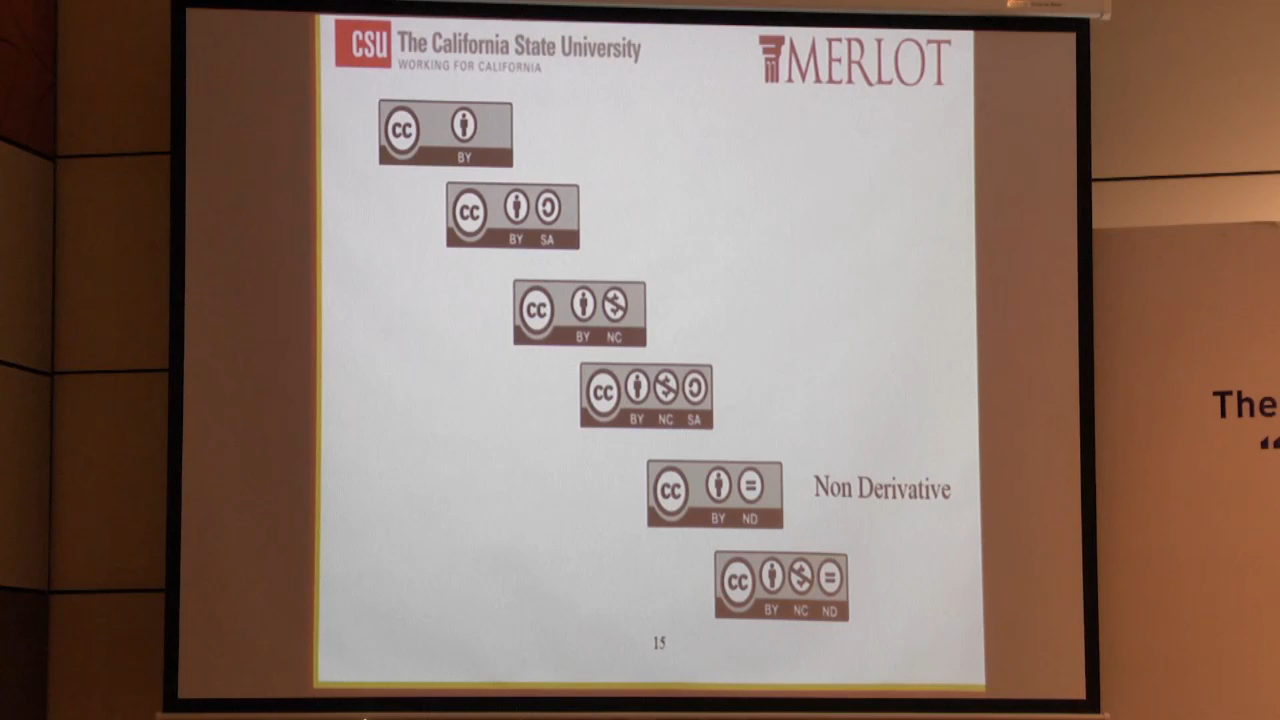 CSU The California State University
WORKING FOR CALIFORNIA
MERLOT
cc
BY
cc
BY SA
cc
BY NC
cc
BY NC SA
cc
BY ND
Non Derivative
cc
BY NC ND
15
The
“